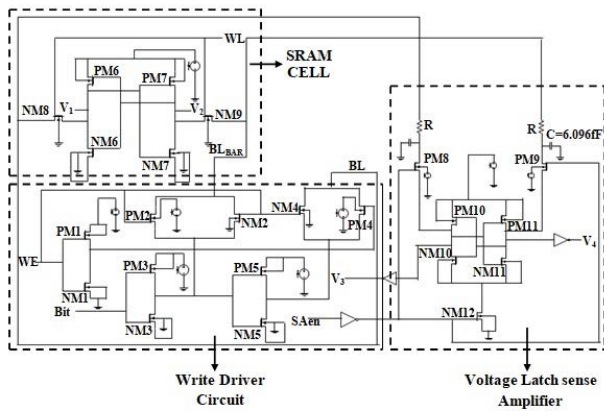 WL
SRAM
CELL
PM6
PM7
NM8
V1
V2
NM9
NM6
NM7
BLBAR
BL
R
R
C=6.096fF
PM8
PM9
PM1
PM2
NM2
NM4
PM4
PM10
PM11
WE
NM10
NM11
V4
PM3
PM5
V3
NM1
Bit
NM3
NM5
SAen
NM12
Write Driver
Circuit
Voltage Latch sense
Amplifier